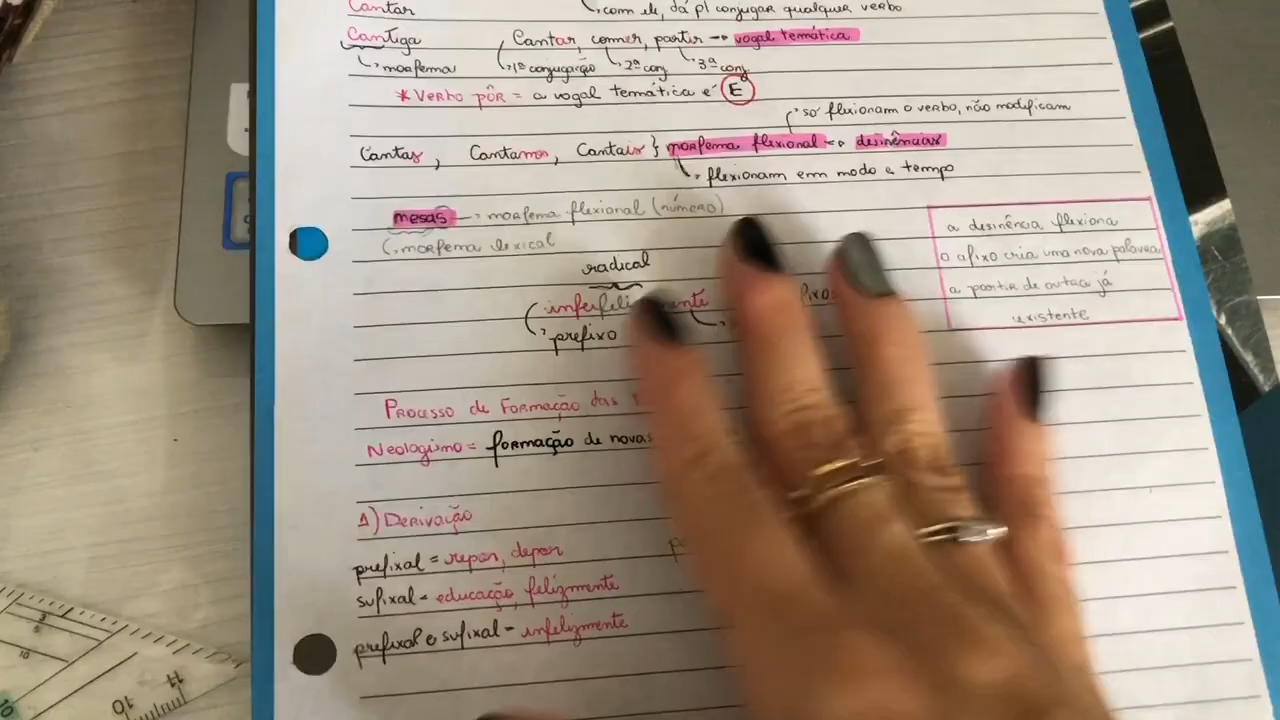 Cantar
com ele, dá p/ conjugar qualquer verbo
Cantiga
Cantar, comer, partir → vogal temática
morfema
1ª conjugação
2ª conj
3ª conj
* Verbo pôr = a vogal temática é E
só flexionam o verbo, não modificam
Cantas, Cantamos, Cantais } morfema flexional → desinências
flexionam em modo e tempo
mesas → morfema flexional (número)
morfema lexical
a desinência flexiona
o afixo cria uma nova palavra
a partir de outra já
existente
radical
prefixo
Processo de Formação das
Neologismo = formação de novas
1) Derivação
prefixal = repor, depor
sufixal = educação, felizmente
prefixal e sufixal = infelizmente